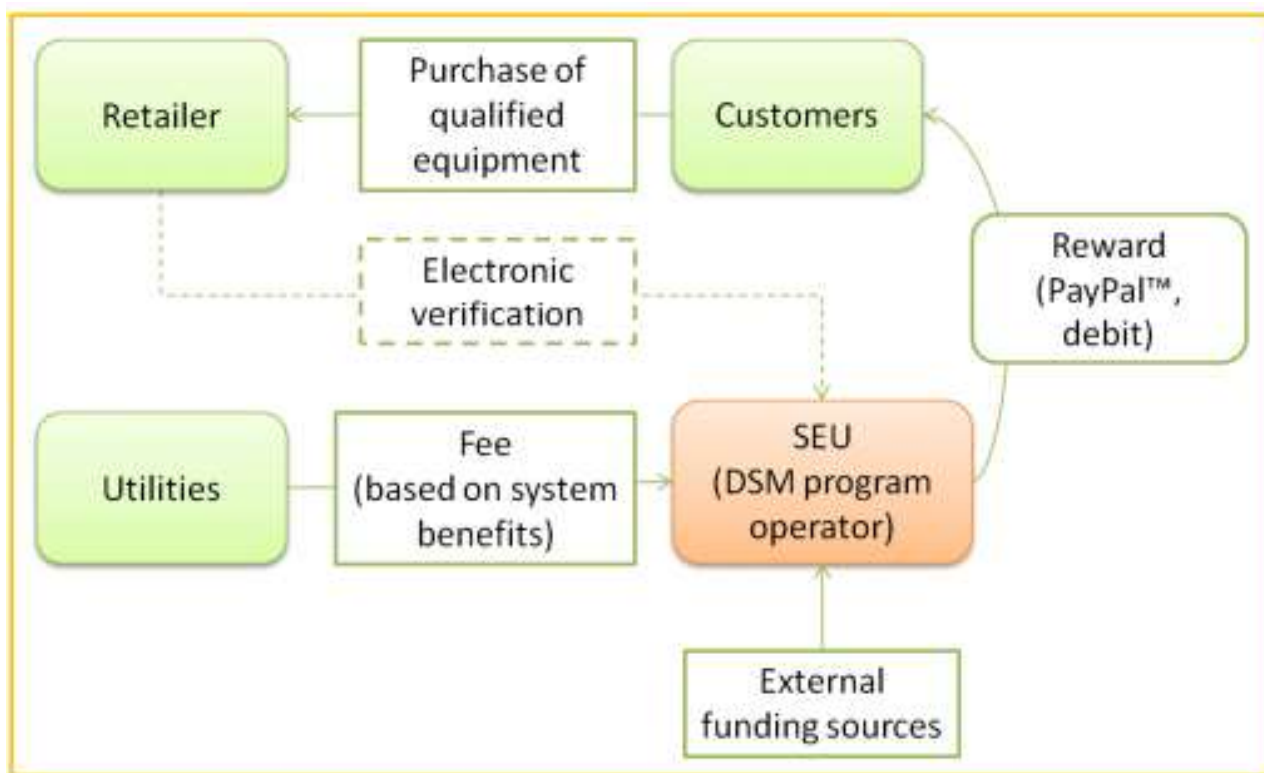 Retailer
Purchase of
qualified
equipment
Customers
Electronic
verification
Reward
(PayPal™,
debit)
Utilities
Fee
(based on system
benefits)
SEU
(DSM program
operator)
External
funding sources